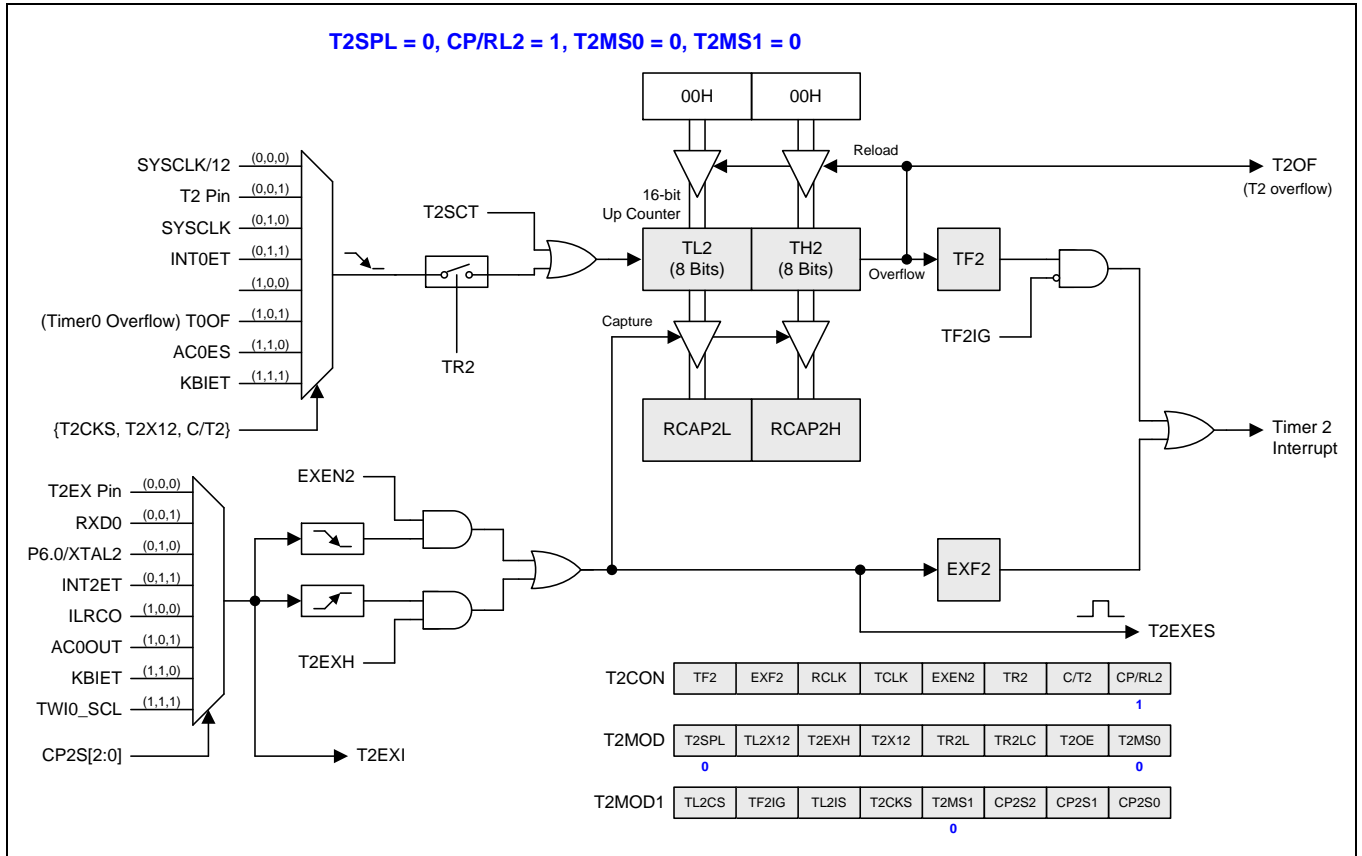 T2SPL = 0, CP/RL2 = 1, T2MS0 = 0, T2MS1 = 0
00H 00H
SYSCLK/12 (0,0,0)
T2 Pin (0,0,1)
SYSCLK (0,1,0)
INT0ET (0,1,1)
(1,0,0)
(Timer0 Overflow) T0OF (1,0,1)
AC0ES (1,1,0)
KBIET (1,1,1)
{T2CKS, T2X12, C/T2}
TR2
T2SCT
16-bit
Up Counter
Reload
T2OF
(T2 overflow)
TL2
(8 Bits)
TH2
(8 Bits)
Overflow
TF2
TF2IG
Capture
RCAP2L RCAP2H
Timer 2
Interrupt
T2EX Pin (0,0,0)
RXD0 (0,0,1)
P6.0/XTAL2 (0,1,0)
INT2ET (0,1,1)
ILRCO (1,0,0)
AC0OUT (1,0,1)
KBIET (1,1,0)
TWI0_SCL (1,1,1)
CP2S[2:0]
T2EXI
EXEN2
T2EXH
EXF2
T2EXES
T2CON TF2 EXF2 RCLK TCLK EXEN2 TR2 C/T2 CP/RL2
1
T2MOD T2SPL TL2X12 T2EXH T2X12 TR2L TR2LC T2OE T2MS0
0 0
T2MOD1 TL2CS TF2IG TL2IS T2CKS T2MS1 CP2S2 CP2S1 CP2S0
0